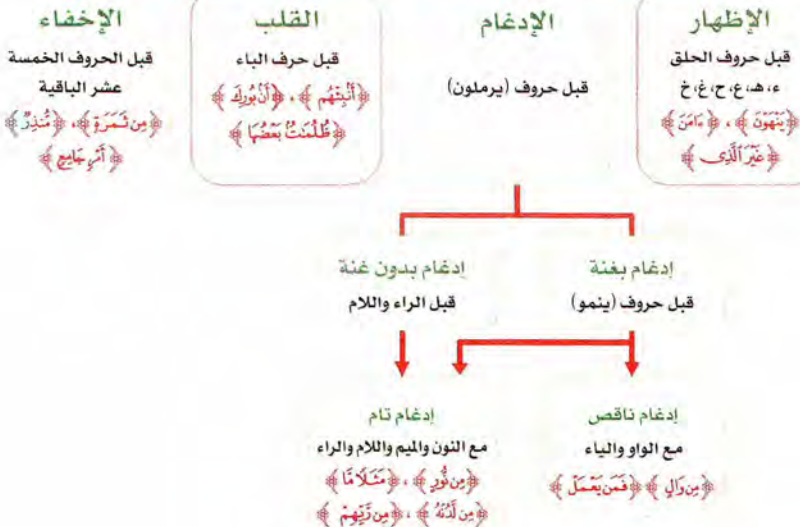 الإظهار
قبل حروف الحلق
ء، هـ، ع، ح، غ، خ
﴿يَنْهَوْنَ﴾، ﴿ءَامَنَ﴾
﴿غَيْرَ ٱلَّذِى﴾
الإدغام
قبل حروف (يرملون)
القلب
قبل حرف الباء
﴿أَنۢبِئْهُم﴾، ﴿أَنۢ بُورِكَ﴾
﴿ظُلُمَـٰتٌۢ بَعْضُهَا﴾
الإخفاء
قبل الحروف الخمسة
عشر الباقية
﴿مِن ثَمَرَةٍ﴾، ﴿مُّنذِرٌ﴾
﴿أَمْرٍ جَامِعٍ﴾
إدغام بغنة
قبل حروف (ينمو)
إدغام بدون غنة
قبل الراء واللام
إدغام ناقص
مع الواو والياء
﴿مِن وَالٍ﴾ ﴿فَمَن يَعْمَلْ﴾
إدغام تام
مع النون والميم واللام والراء
﴿مِن نُّورٍ﴾، ﴿مَثَلًا مَّا﴾
﴿مِن لَّدُنْهُ﴾، ﴿مِن رَّبِّهِمْ﴾